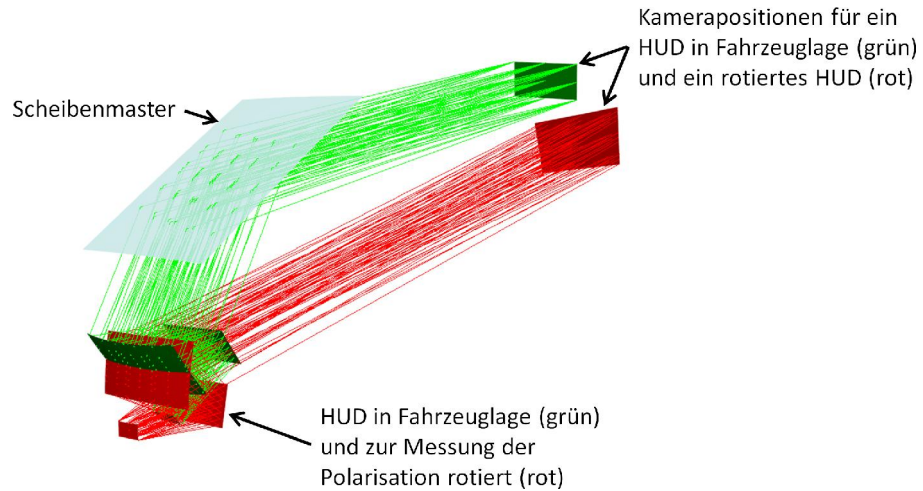 Kamerapositionen für ein
HUD in Fahrzeuglage (grün)
und ein rotiertes HUD (rot)
Scheibenmaster
HUD in Fahrzeuglage (grün)
und zur Messung der
Polarisation rotiert (rot)